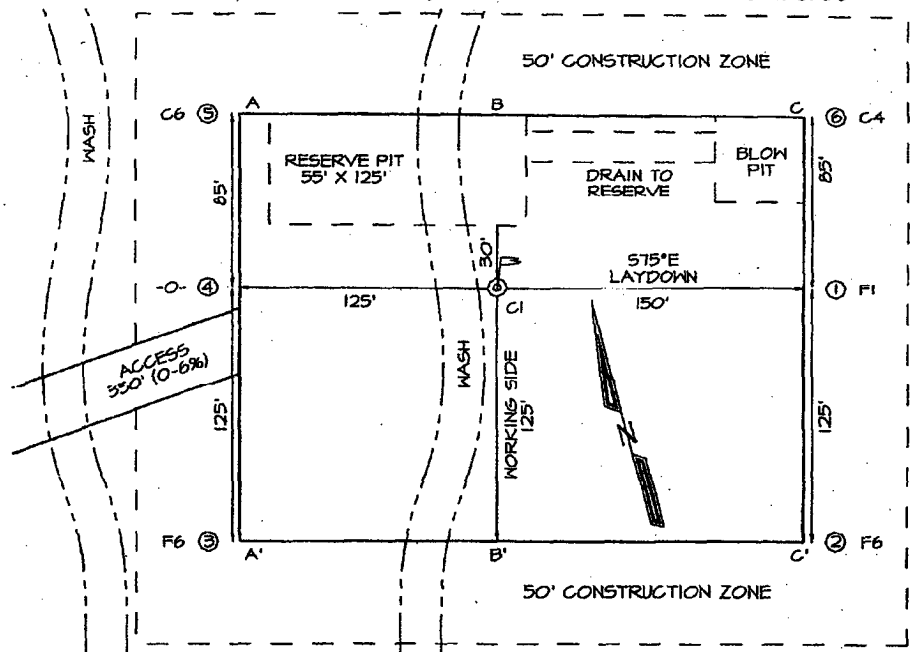 50' CONSTRUCTION ZONE
C6 ⑤ A
B
C ⑥ C4
WASH
RESERVE PIT
55' X 125'
DRAIN TO
RESERVE
BLOW
PIT
85'
85'
30'
S75°E
LAYDOWN
-0- ④
125'
C1
150'
① F1
ACCESS
330' (0-6%)
WASH
WORKING SIDE
125'
125'
125'
N
F6 ③ A'
B'
C' ② F6
50' CONSTRUCTION ZONE